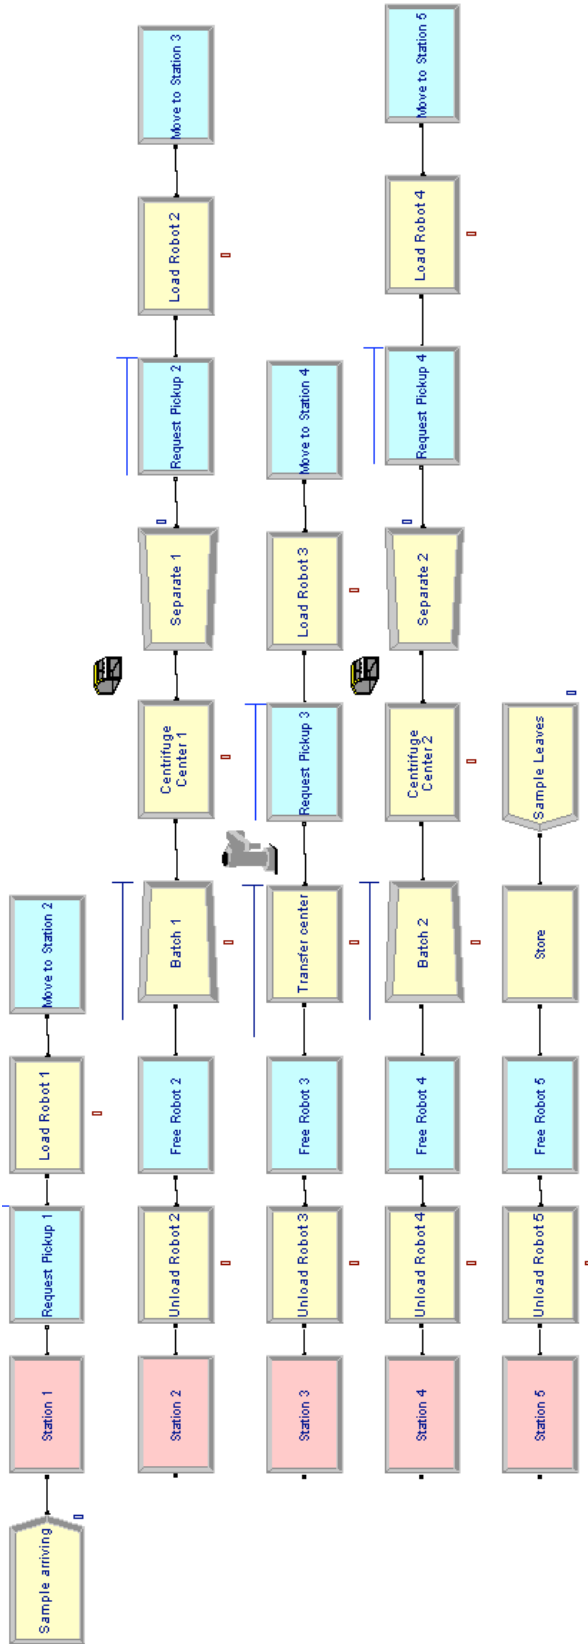 Sample arriving
Station 1
Request Pickup 1
Load Robot 1
Move to Station 2
Station 2
Unload Robot 2
Free Robot 2
Batch 1
Centrifuge
Center 1
Separate 1
Request Pickup 2
Load Robot 2
Move to Station 3
Station 3
Unload Robot 3
Free Robot 3
Transfer center
Request Pickup 3
Load Robot 3
Move to Station 4
Station 4
Unload Robot 4
Free Robot 4
Batch 2
Centrifuge
Center 2
Separate 2
Request Pickup 4
Load Robot 4
Move to Station 5
Station 5
Unload Robot 5
Free Robot 5
Store
Sample Leaves